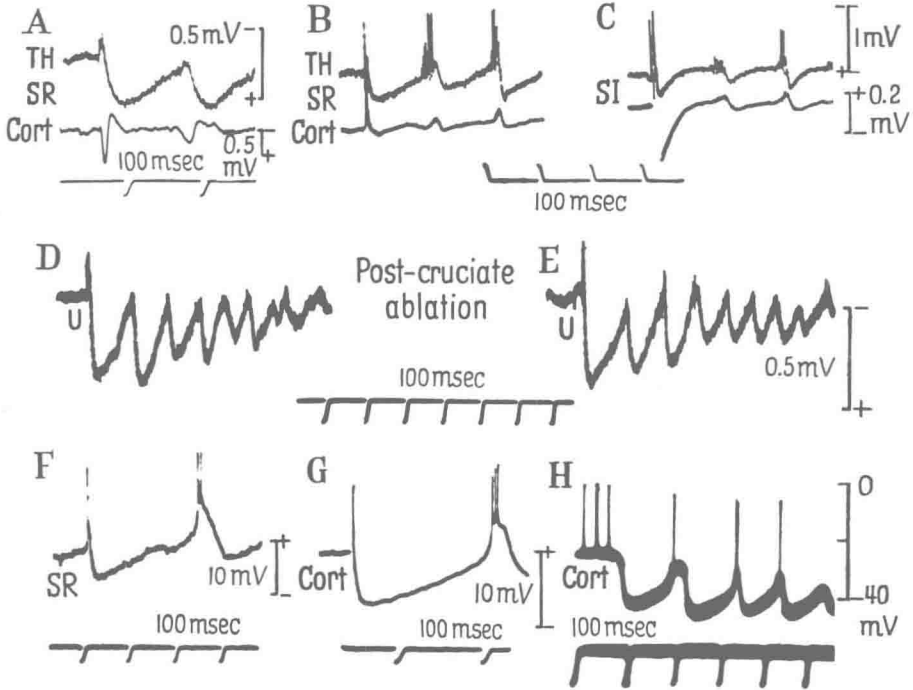 A
TH
SR
Cort
0.5 mV −
+
0.5
mV +
100 msec
B
TH
SR
Cort
C
SI
1mV
+
+0.2
− mV
100 msec
D
U
Post-cruciate
ablation
100 msec
E
U
−
0.5 mV
+
F
SR
+
10 mV
−
100 msec
G
Cort
+
10 mV
100 msec
H
Cort
0
−40
mV
100 msec